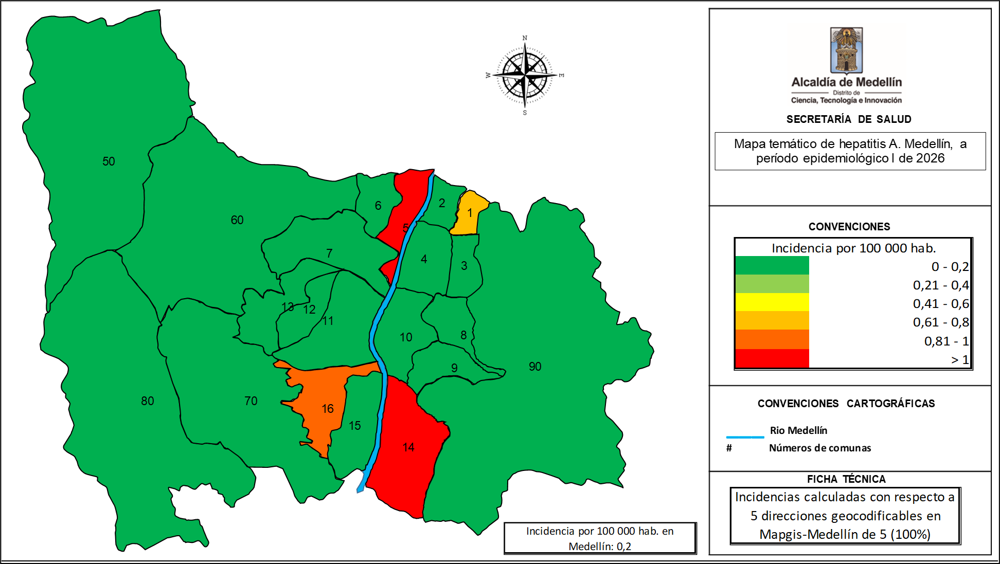 N
W
E
S
50
60
6
5
2
1
7
4
3
13
12
11
10
8
9
90
80
70
16
15
14
Incidencia por 100 000 hab. en
Medellín: 0,2
Alcaldía de Medellín
Distrito de
Ciencia, Tecnología e Innovación
SECRETARÍA DE SALUD
Mapa temático de hepatitis A. Medellín, a
período epidemiológico I de 2026
CONVENCIONES
Incidencia por 100 000 hab.
0 - 0,2
0,21 - 0,4
0,41 - 0,6
0,61 - 0,8
0,81 - 1
> 1
CONVENCIONES CARTOGRÁFICAS
Rio Medellín
# Números de comunas
FICHA TÉCNICA
Incidencias calculadas con respecto a
5 direcciones geocodificables en
Mapgis-Medellín de 5 (100%)